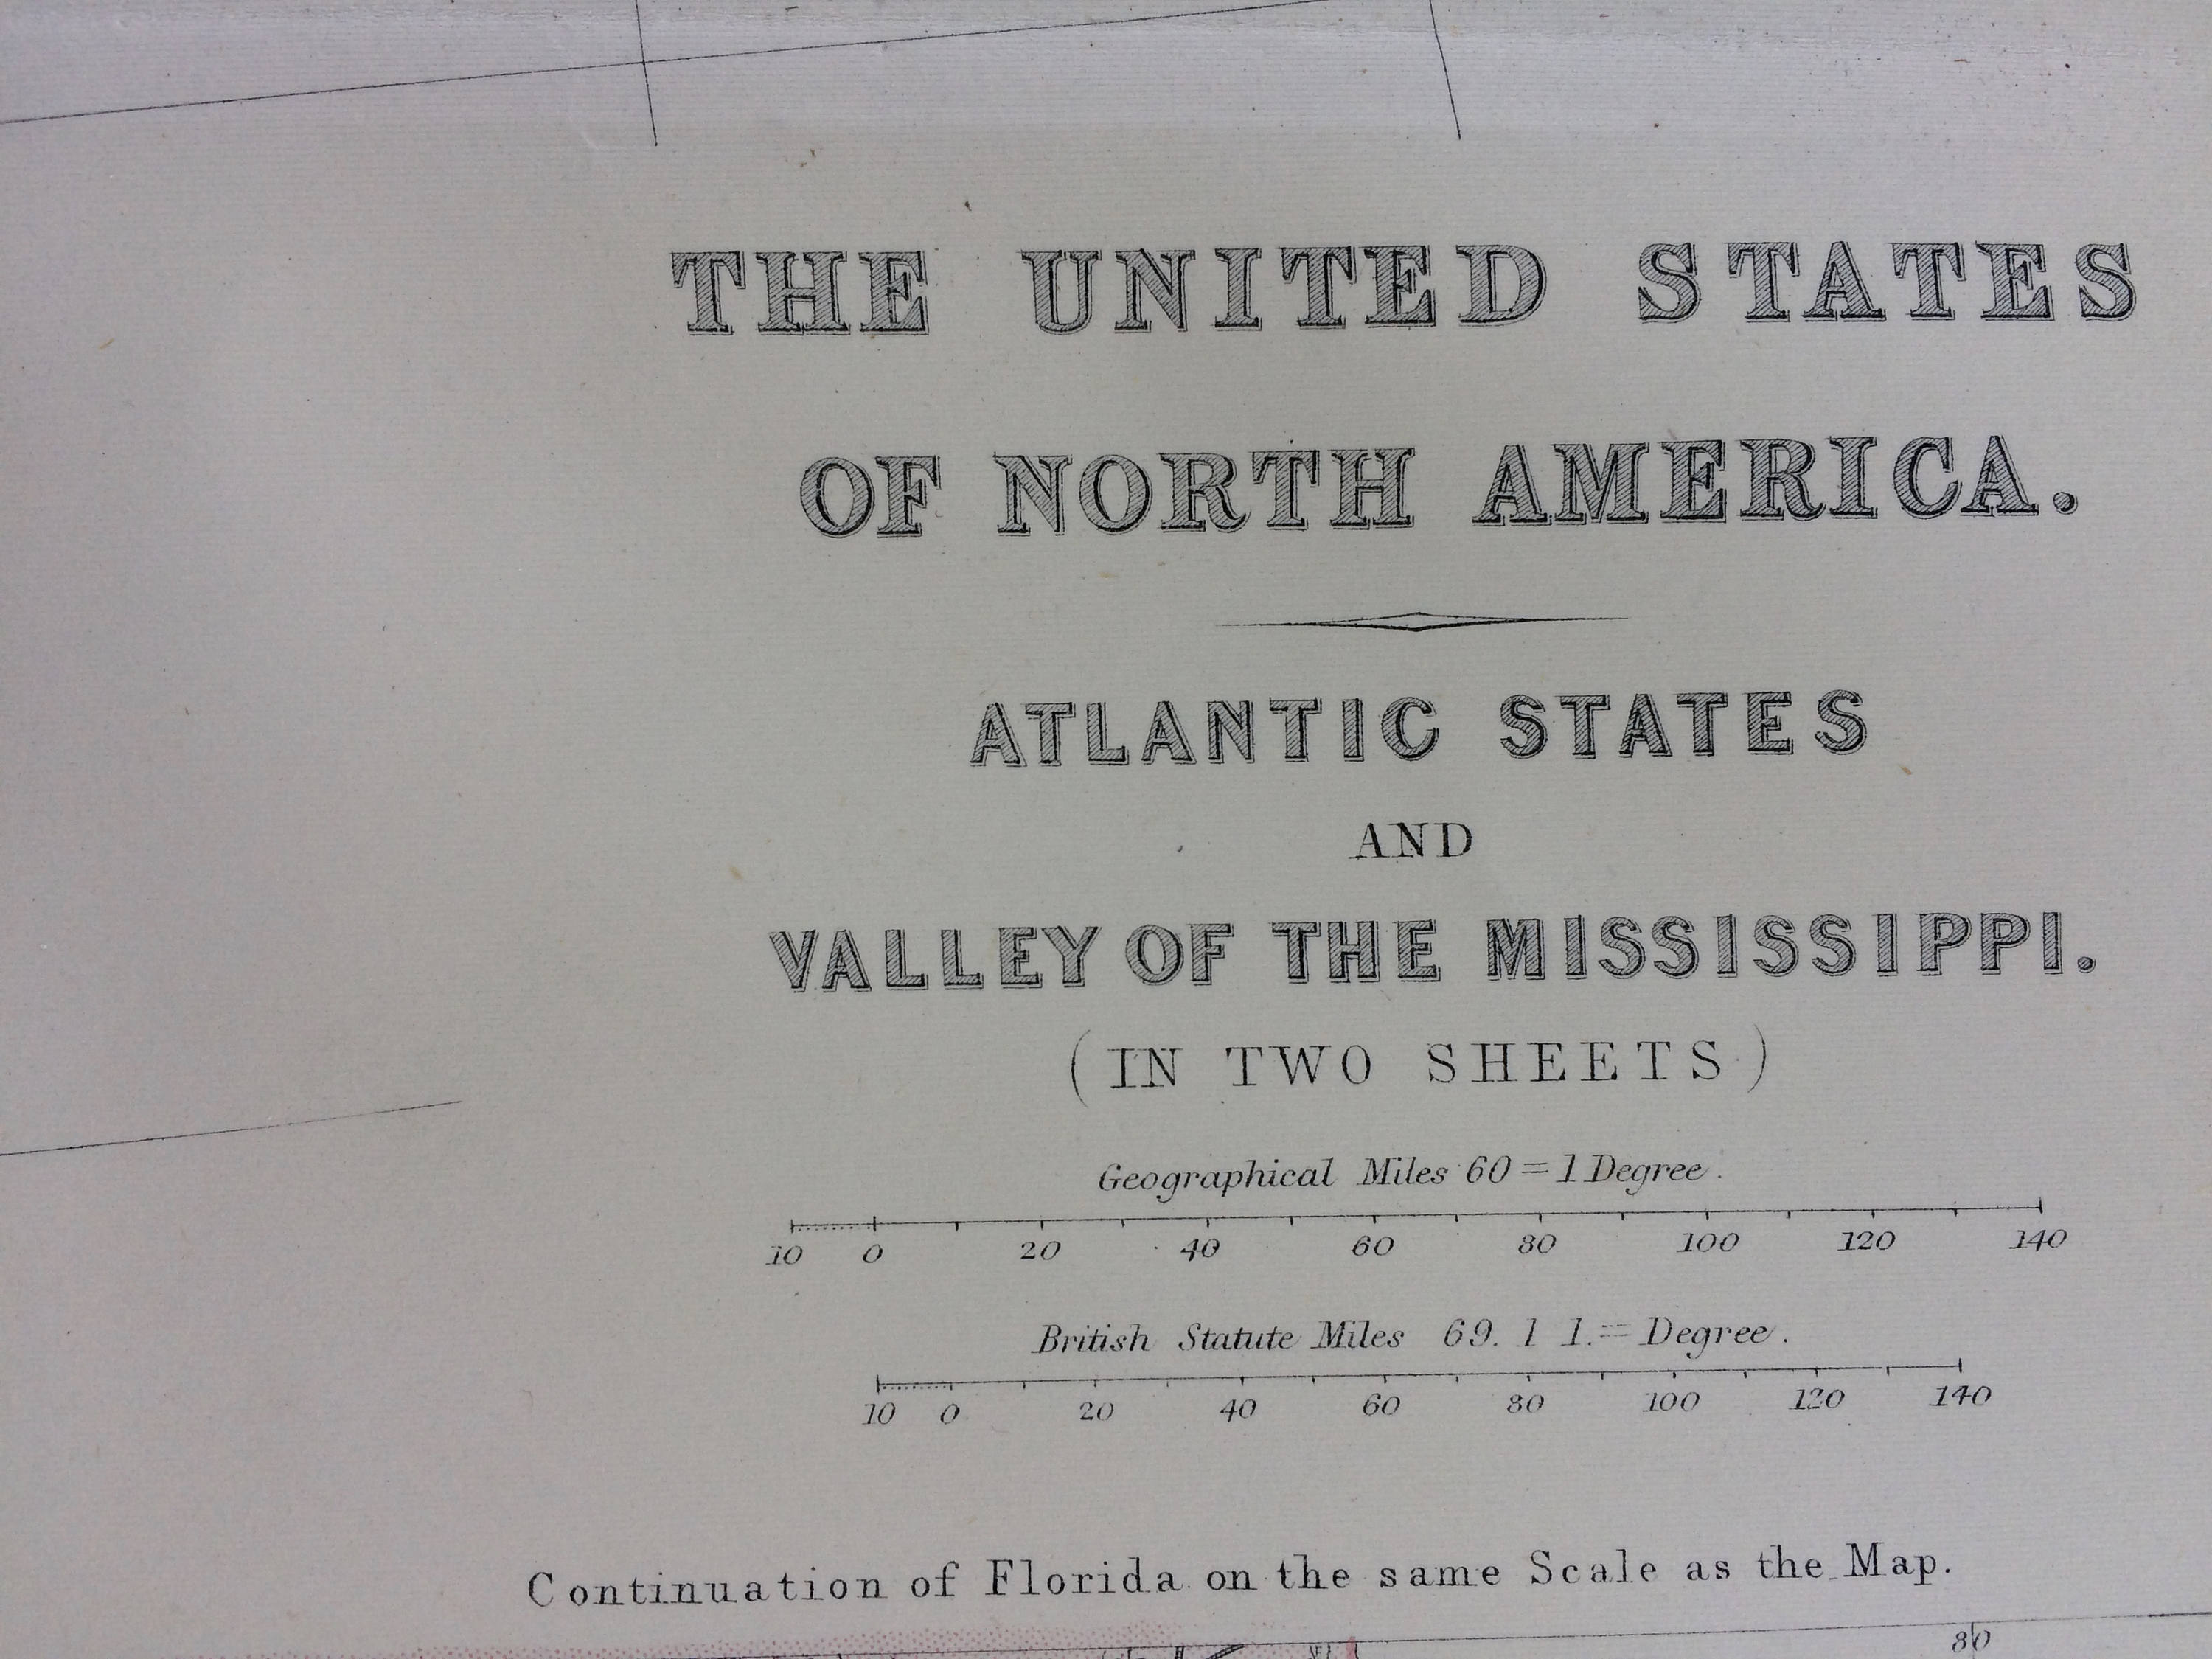 THE UNITED STATES
OF NORTH AMERICA.
ATLANTIC STATES
AND
VALLEY OF THE MISSISSIPPI.
(IN TWO SHEETS)
Geographical Miles 60 = 1 Degree.
10 0 20 40 60 80 100 120 140
British Statute Miles 69. 1 1.= Degree.
10 0 20 40 60 80 100 120 140
Continuation of Florida on the same Scale as the Map.
80